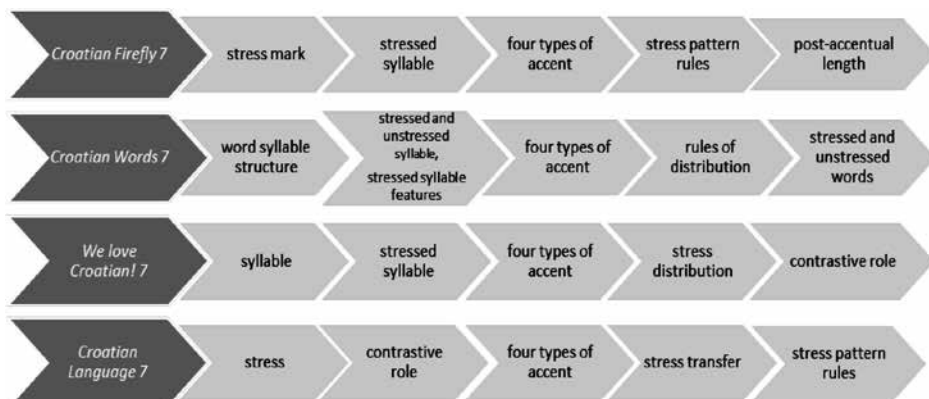 Croatian Firefly 7
stress mark
stressed
syllable
four types of
accent
stress pattern
rules
post-accentual
length
Croatian Words 7
word syllable
structure
stressed and
unstressed
syllable,
stressed syllable
features
four types of
accent
rules
of distribution
stressed and
unstressed
words
We love
Croatian! 7
syllable
stressed
syllable
four types of
accent
stress
distribution
contrastive role
Croatian
Language 7
stress
contrastive
role
four types of
accent
stress transfer
stress pattern
rules